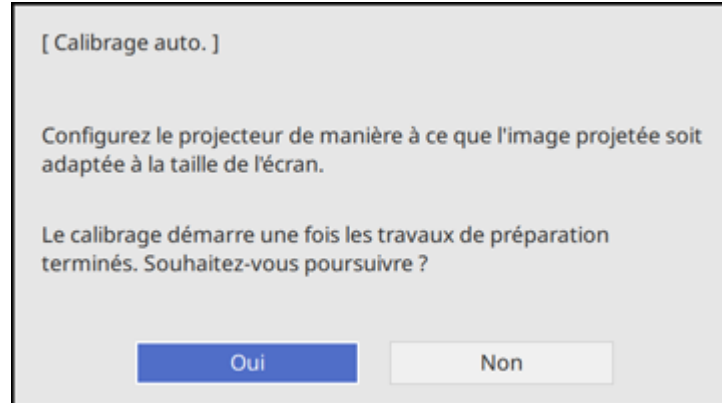 [ Calibrage auto. ]
Configurez le projecteur de manière à ce que l'image projetée soit
adaptée à la taille de l'écran.
Le calibrage démarre une fois les travaux de préparation
terminés. Souhaitez-vous poursuivre ?
Oui
Non